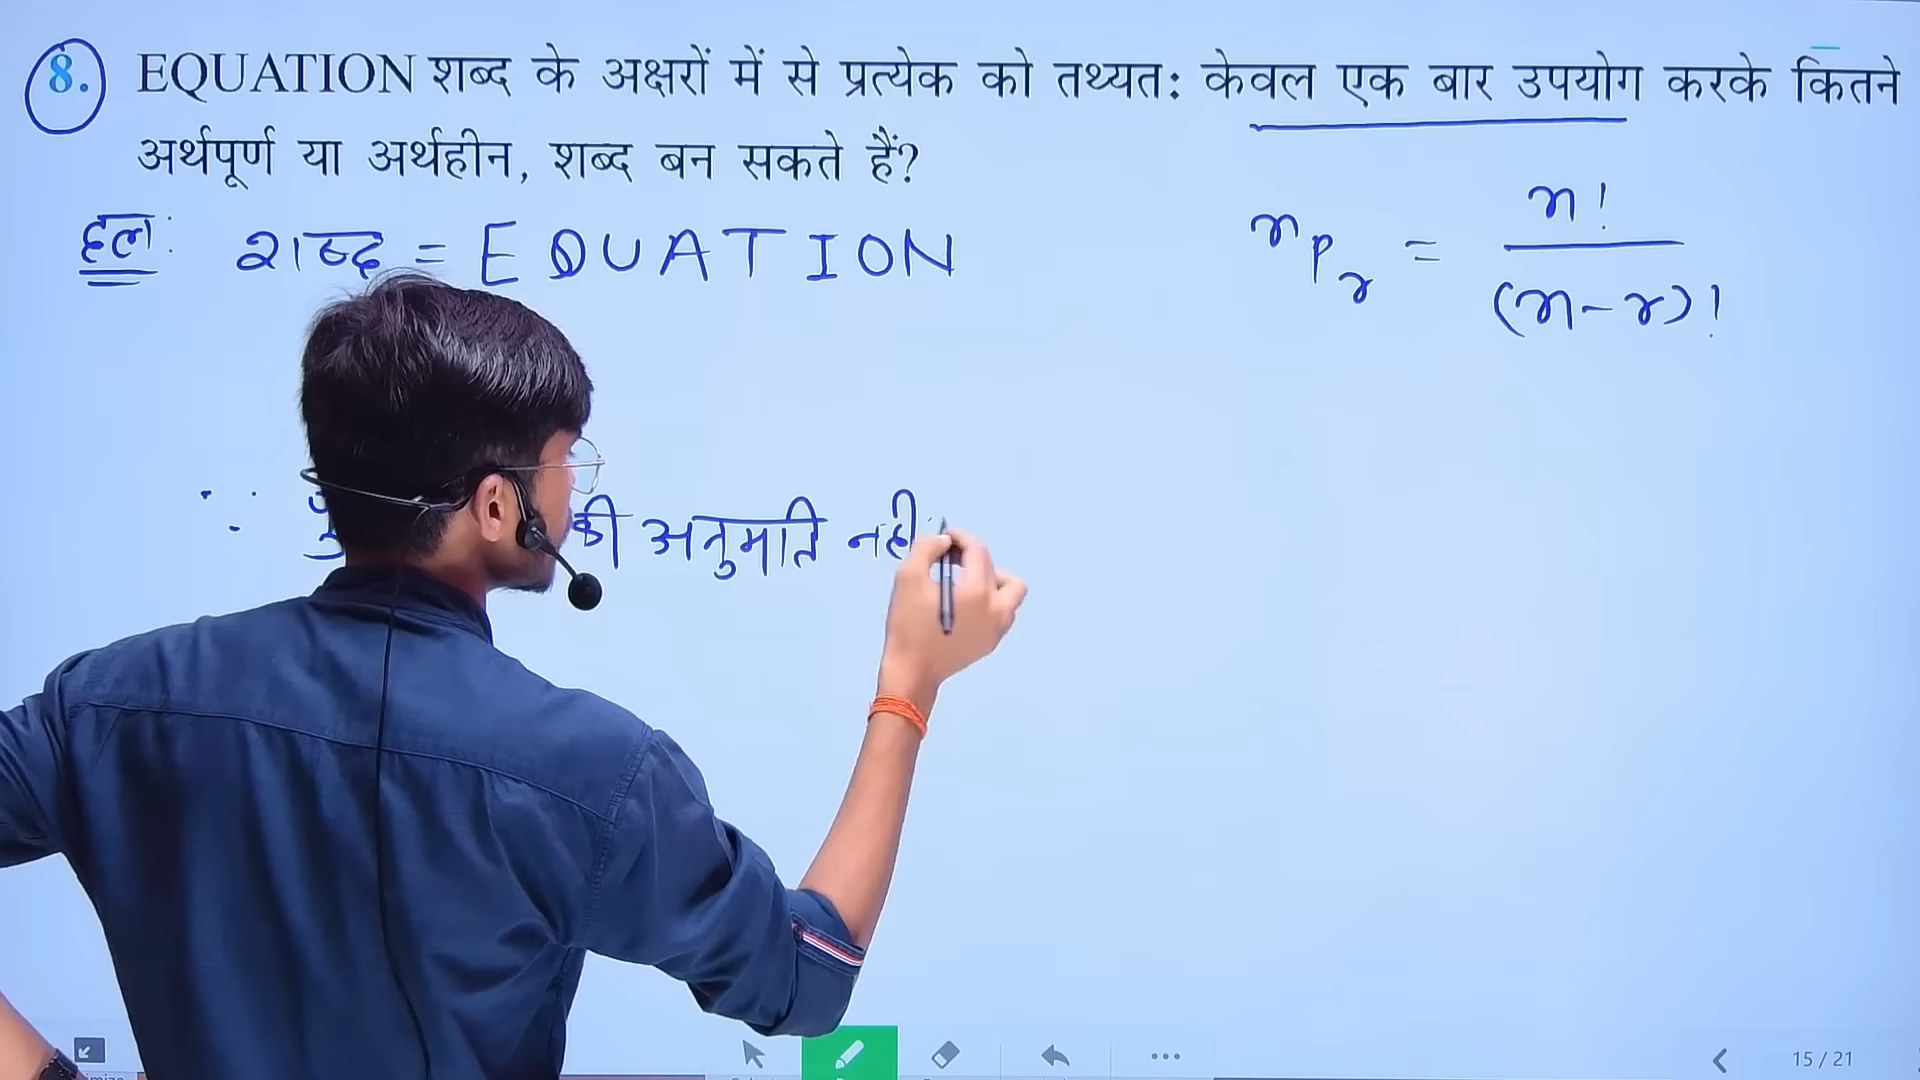 8. EQUATION शब्द के अक्षरों में से प्रत्येक को तथ्यत: केवल एक बार उपयोग करके कितने
अर्थपूर्ण या अर्थहीन, शब्द बन सकते हैं?
हल: शब्द = EQUATION
nPr = n! / (n-r)!
∵ की अनुमति नहीं
15 / 21